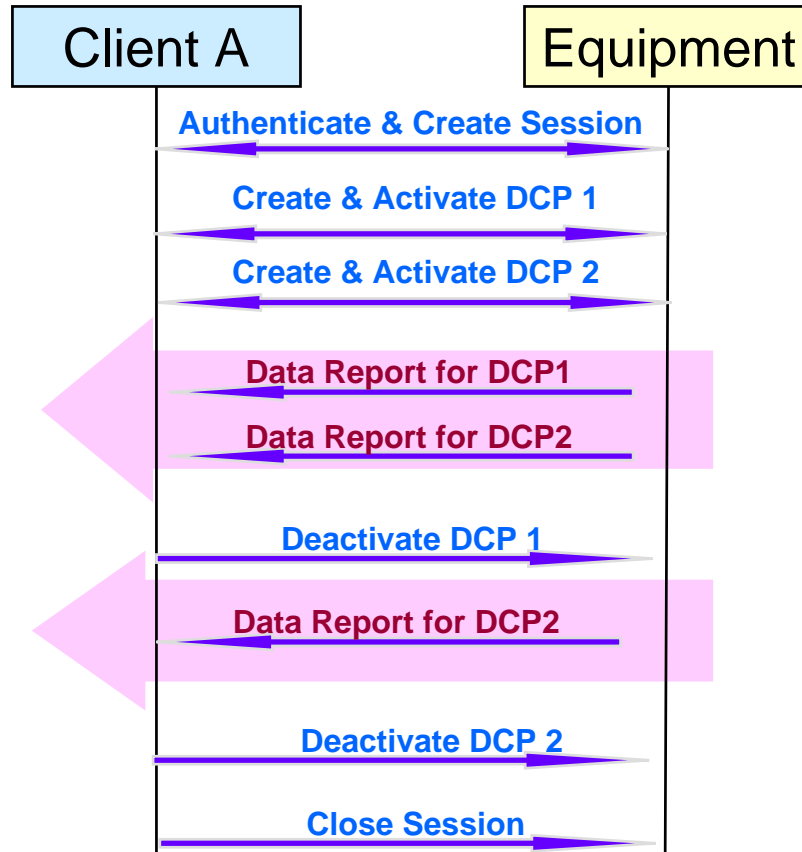 Client A
Equipment
Authenticate & Create Session
Create & Activate DCP 1
Create & Activate DCP 2
Data Report for DCP1
Data Report for DCP2
Deactivate DCP 1
Data Report for DCP2
Deactivate DCP 2
Close Session